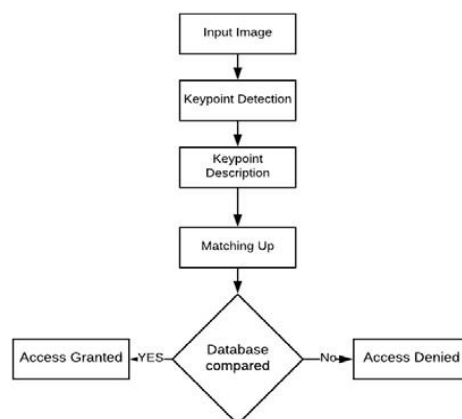 Input Image
Keypoint Detection
Keypoint
Description
Matching Up
Database
compared
Access Granted
YES
No
Access Denied